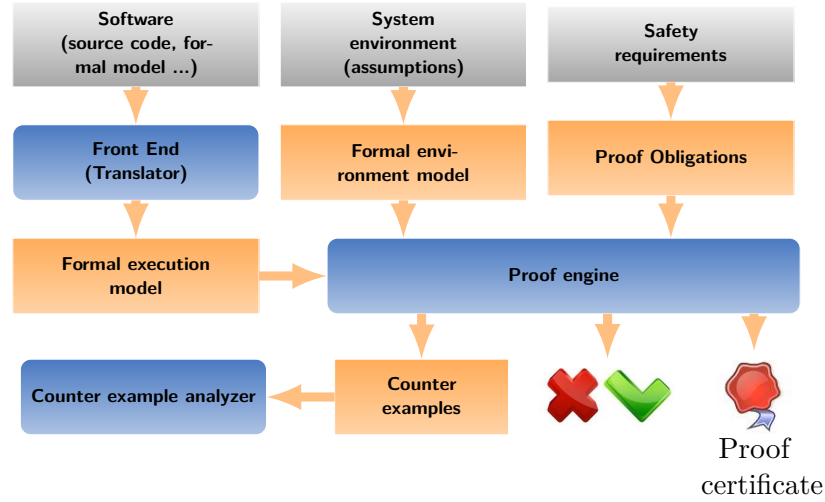 Software
(source code, for-
mal model ...)
System
environment
(assumptions)
Safety
requirements
Front End
(Translator)
Formal envi-
ronment model
Proof Obligations
Formal execution
model
Proof engine
Counter example analyzer
Counter
examples
Proof
certificate